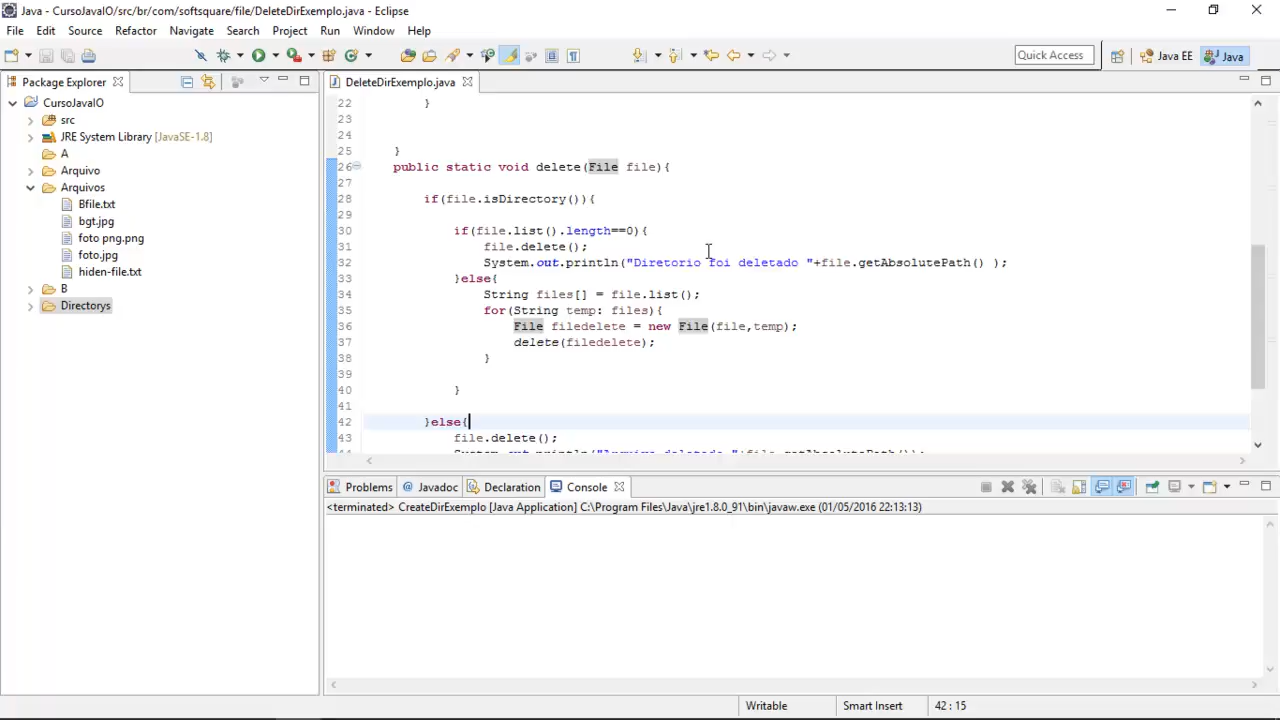 Java - CursoJavaIO/src/br/com/softsquare/file/DeleteDirExemplo.java - Eclipse
File Edit Source Refactor Navigate Search Project Run Window Help
Quick Access Java EE Java
Package Explorer
DeleteDirExemplo.java
CursoJavaIO
src
JRE System Library [JavaSE-1.8]
A
Arquivo
Arquivos
Bfile.txt
bgt.jpg
foto png.png
foto.jpg
hiden-file.txt
B
Directorys
22 }
23
24
25 }
26 public static void delete(File file){
27
28 if(file.isDirectory()){
29
30 if(file.list().length==0){
31 file.delete();
32 System.out.println("Diretorio foi deletado "+file.getAbsolutePath() );
33 }else{
34 String files[] = file.list();
35 for(String temp: files){
36 File filedelete = new File(file,temp);
37 delete(filedelete);
38 }
39
40 }
41
42 }else{
43 file.delete();
Problems @ Javadoc Declaration Console
<terminated> CreateDirExemplo [Java Application] C:\Program Files\Java\jre1.8.0_91\bin\javaw.exe (01/05/2016 22:13:13)
Writable Smart Insert 42 : 15